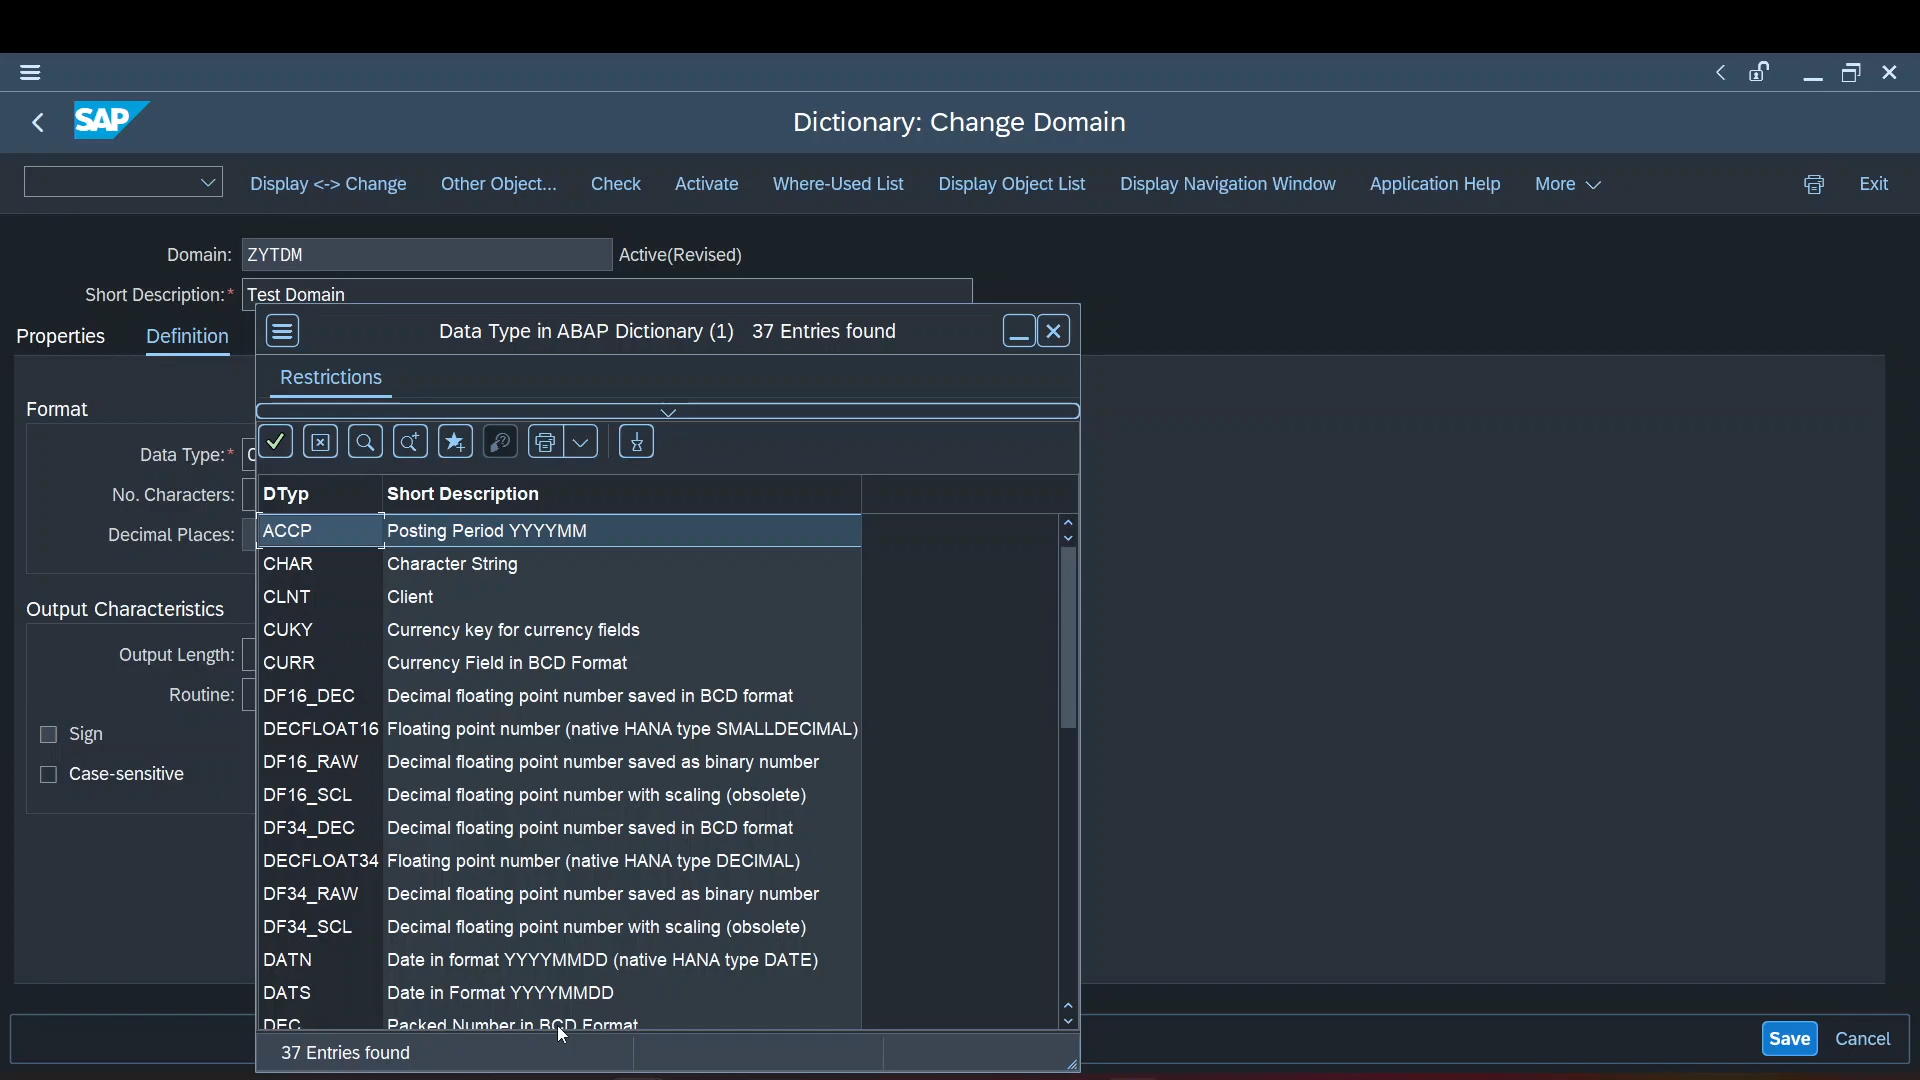 SAP
Dictionary: Change Domain
Display <-> Change Other Object... Check Activate Where-Used List Display Object List Display Navigation Window Application Help More Exit
Domain: ZYTDM Active(Revised)
Short Description:* Test Domain
Properties Definition
Data Type in ABAP Dictionary (1) 37 Entries found
Restrictions
Format
Data Type:*
No. Characters:
Decimal Places:
Output Characteristics
Output Length:
Routine:
Sign
Case-sensitive
DTyp Short Description
ACCP Posting Period YYYYMM
CHAR Character String
CLNT Client
CUKY Currency key for currency fields
CURR Currency Field in BCD Format
DF16_DEC Decimal floating point number saved in BCD format
DECFLOAT16 Floating point number (native HANA type SMALLDECIMAL)
DF16_RAW Decimal floating point number saved as binary number
DF16_SCL Decimal floating point number with scaling (obsolete)
DF34_DEC Decimal floating point number saved in BCD format
DECFLOAT34 Floating point number (native HANA type DECIMAL)
DF34_RAW Decimal floating point number saved as binary number
DF34_SCL Decimal floating point number with scaling (obsolete)
DATN Date in format YYYYMMDD (native HANA type DATE)
DATS Date in Format YYYYMMDD
DEC Packed Number in BCD Format
37 Entries found
Save Cancel